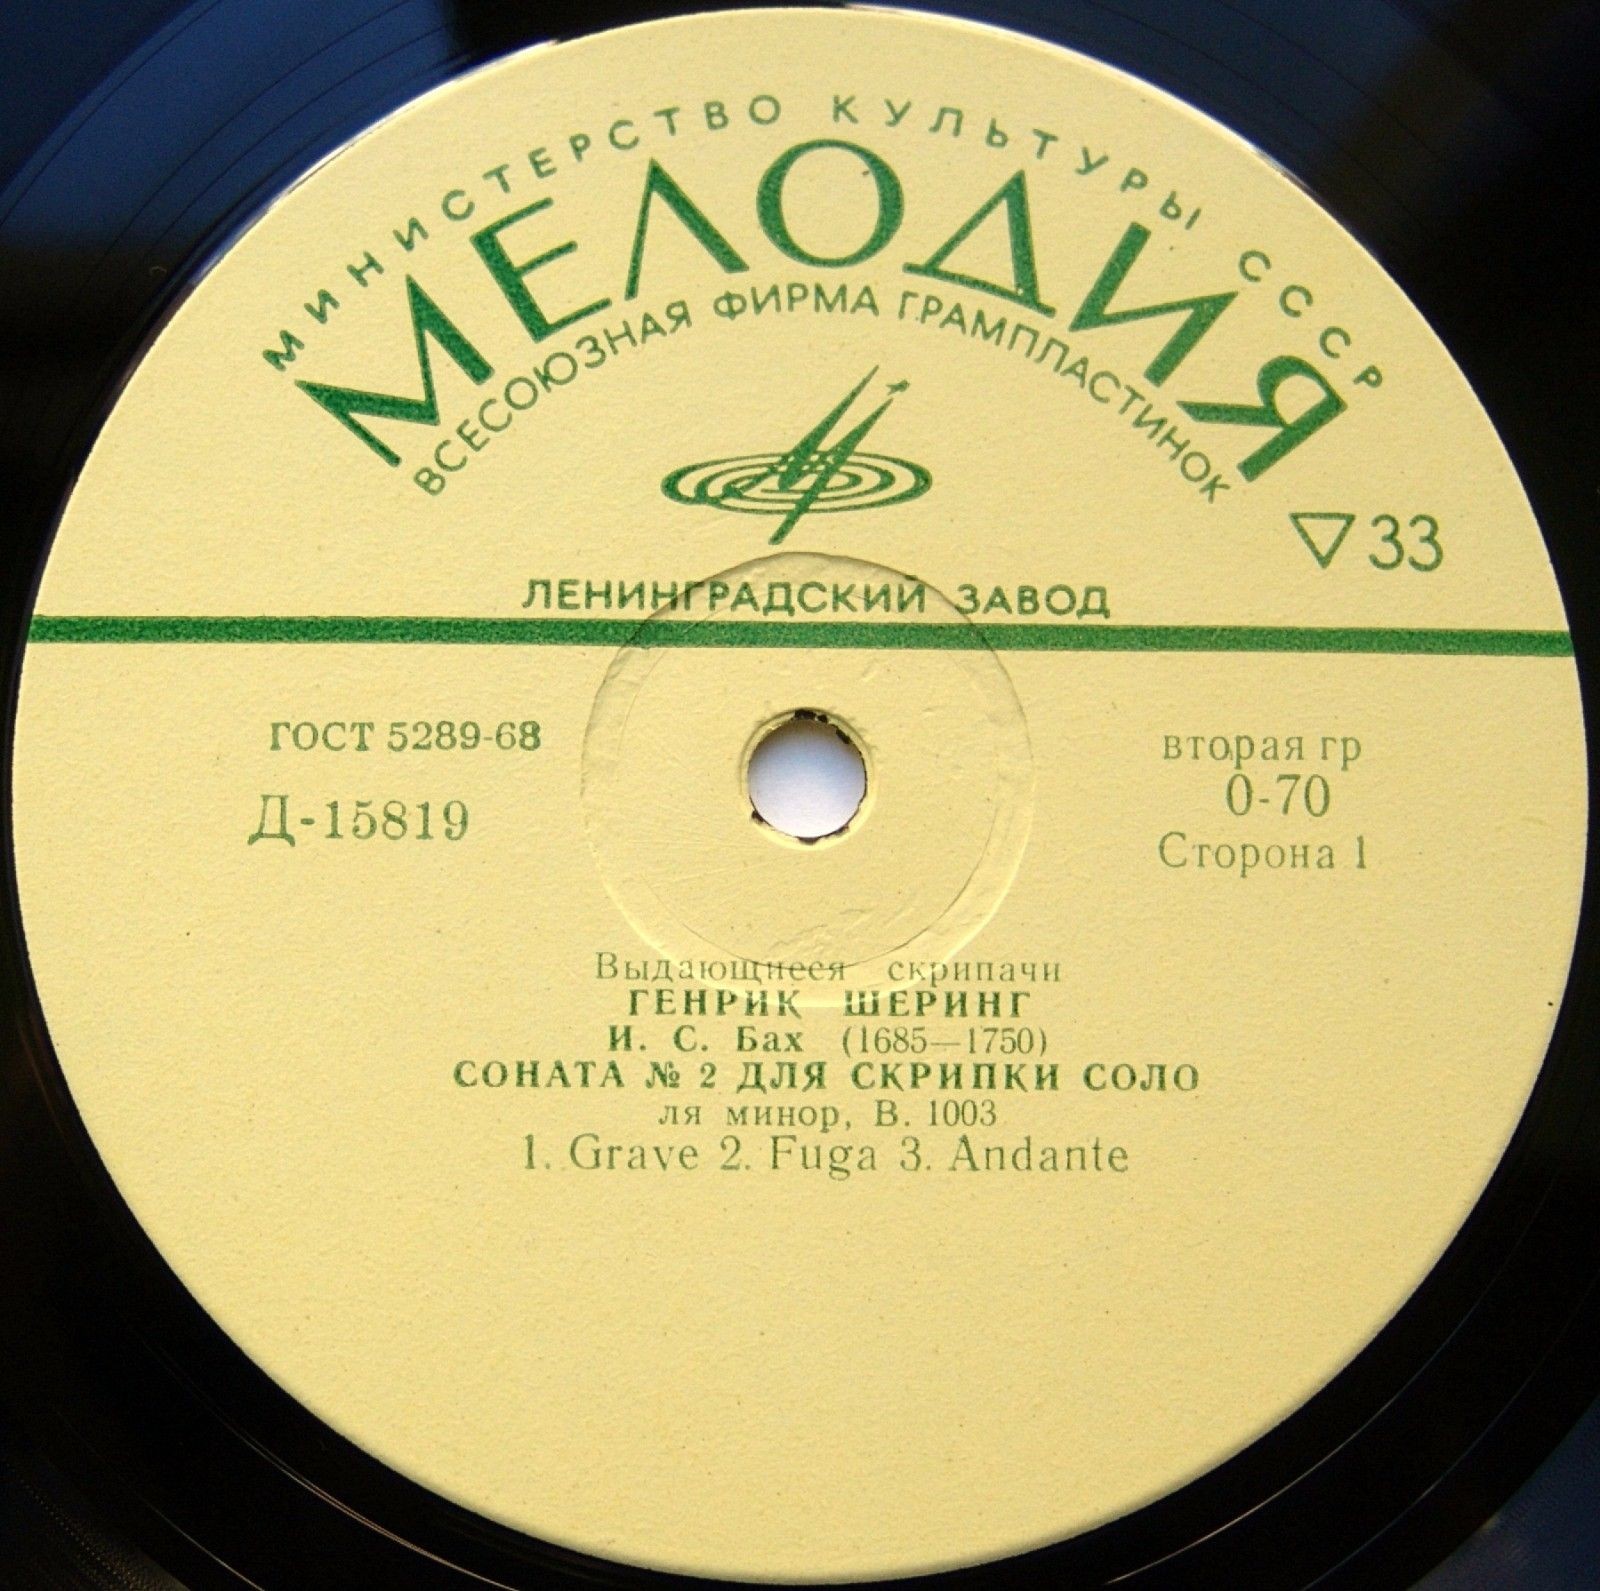 МИНИСТЕРСТВО КУЛЬТУРЫ СССР
МЕЛОДИЯ
ВСЕСОЮЗНАЯ ФИРМА ГРАМПЛАСТИНОК
33
ЛЕНИНГРАДСКИЙ ЗАВОД
ГОСТ 5289-68
Д-15819
вторая гр
0-70
Сторона 1
Выдающиеся скрипачи
ГЕНРИК ШЕРИНГ
И. С. Бах (1685—1750)
СОНАТА № 2 ДЛЯ СКРИПКИ СОЛО
ля минор, В. 1003
1. Grave 2. Fuga 3. Andante